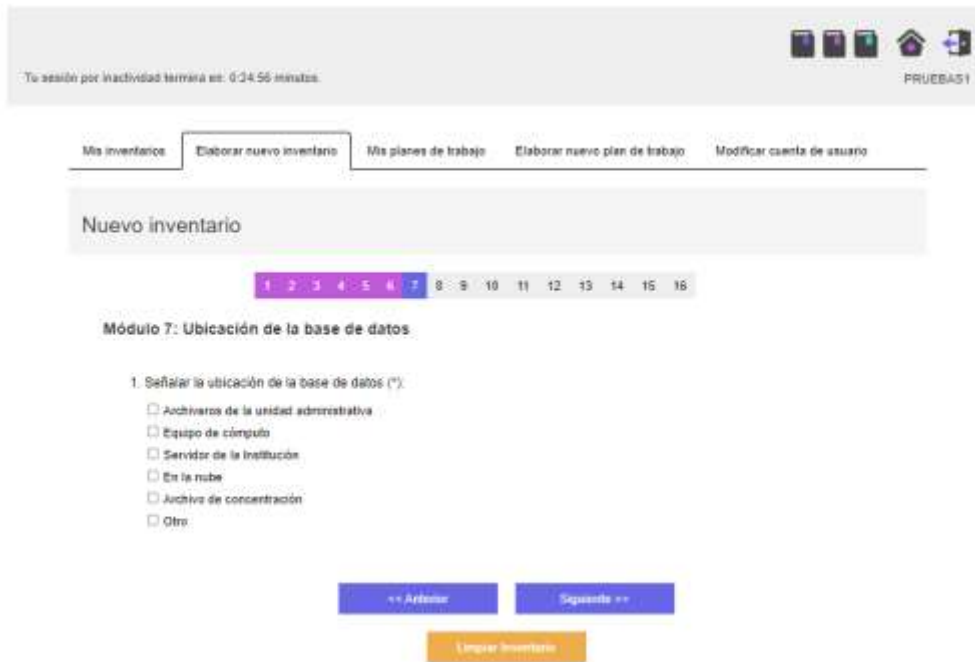 Tu sesión por inactividad termina en: 0:24:56 minutos.
PRUEBAS1
Mis inventarios Elaborar nuevo inventario Mis planes de trabajo Elaborar nuevo plan de trabajo Modificar cuenta de usuario
Nuevo inventario
1 2 3 4 5 6 7 8 9 10 11 12 13 14 15 16
Módulo 7: Ubicación de la base de datos
1. Señalar la ubicación de la base de datos (*):
Archiveros de la unidad administrativa
Equipo de cómputo
Servidor de la Institución
En la nube
Archivo de concentración
Otro
<< Anterior Siguiente >>
Limpiar Inventario